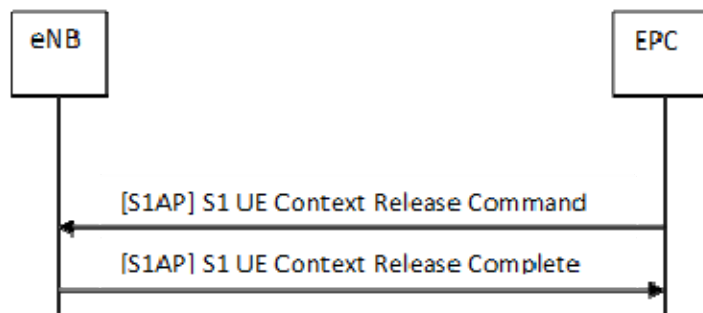 eNB
EPC
[S1AP] S1 UE Context Release Command
[S1AP] S1 UE Context Release Complete